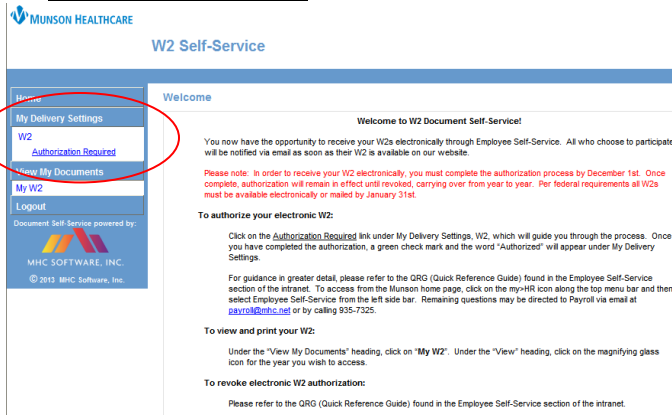 MUNSON HEALTHCARE
W2 Self-Service
Home
My Delivery Settings
W2
Authorization Required
View My Documents
My W2
Logout
Document Self-Service powered by:
MHC SOFTWARE, INC.
© 2013 MHC Software, Inc.
Welcome
Welcome to W2 Document Self-Service!
You now have the opportunity to receive your W2s electronically through Employee Self-Service. All who choose to participate
will be notified via email as soon as their W2 is available on our website.
Please note: In order to receive your W2 electronically, you must complete the authorization process by December 1st. Once
complete, authorization will remain in effect until revoked, carrying over from year to year. Per federal requirements all W2s
must be available electronically or mailed by January 31st.
To authorize your electronic W2:
Click on the Authorization Required link under My Delivery Settings, W2, which will guide you through the process. Once
you have completed the authorization, a green check mark and the word "Authorized" will appear under My Delivery
Settings.
For guidance in greater detail, please refer to the QRG (Quick Reference Guide) found in the Employee Self-Service
section of the intranet. To access from the Munson home page, click on the my>HR icon along the top menu bar and then
select Employee Self-Service from the left side bar. Remaining questions may be directed to Payroll via email at
payroll@mhc.net or by calling 935-7325.
To view and print your W2:
Under the "View My Documents" heading, click on "My W2". Under the "View" heading, click on the magnifying glass
icon for the year you wish to access.
To revoke electronic W2 authorization:
Please refer to the QRG (Quick Reference Guide) found in the Employee Self-Service section of the intranet.